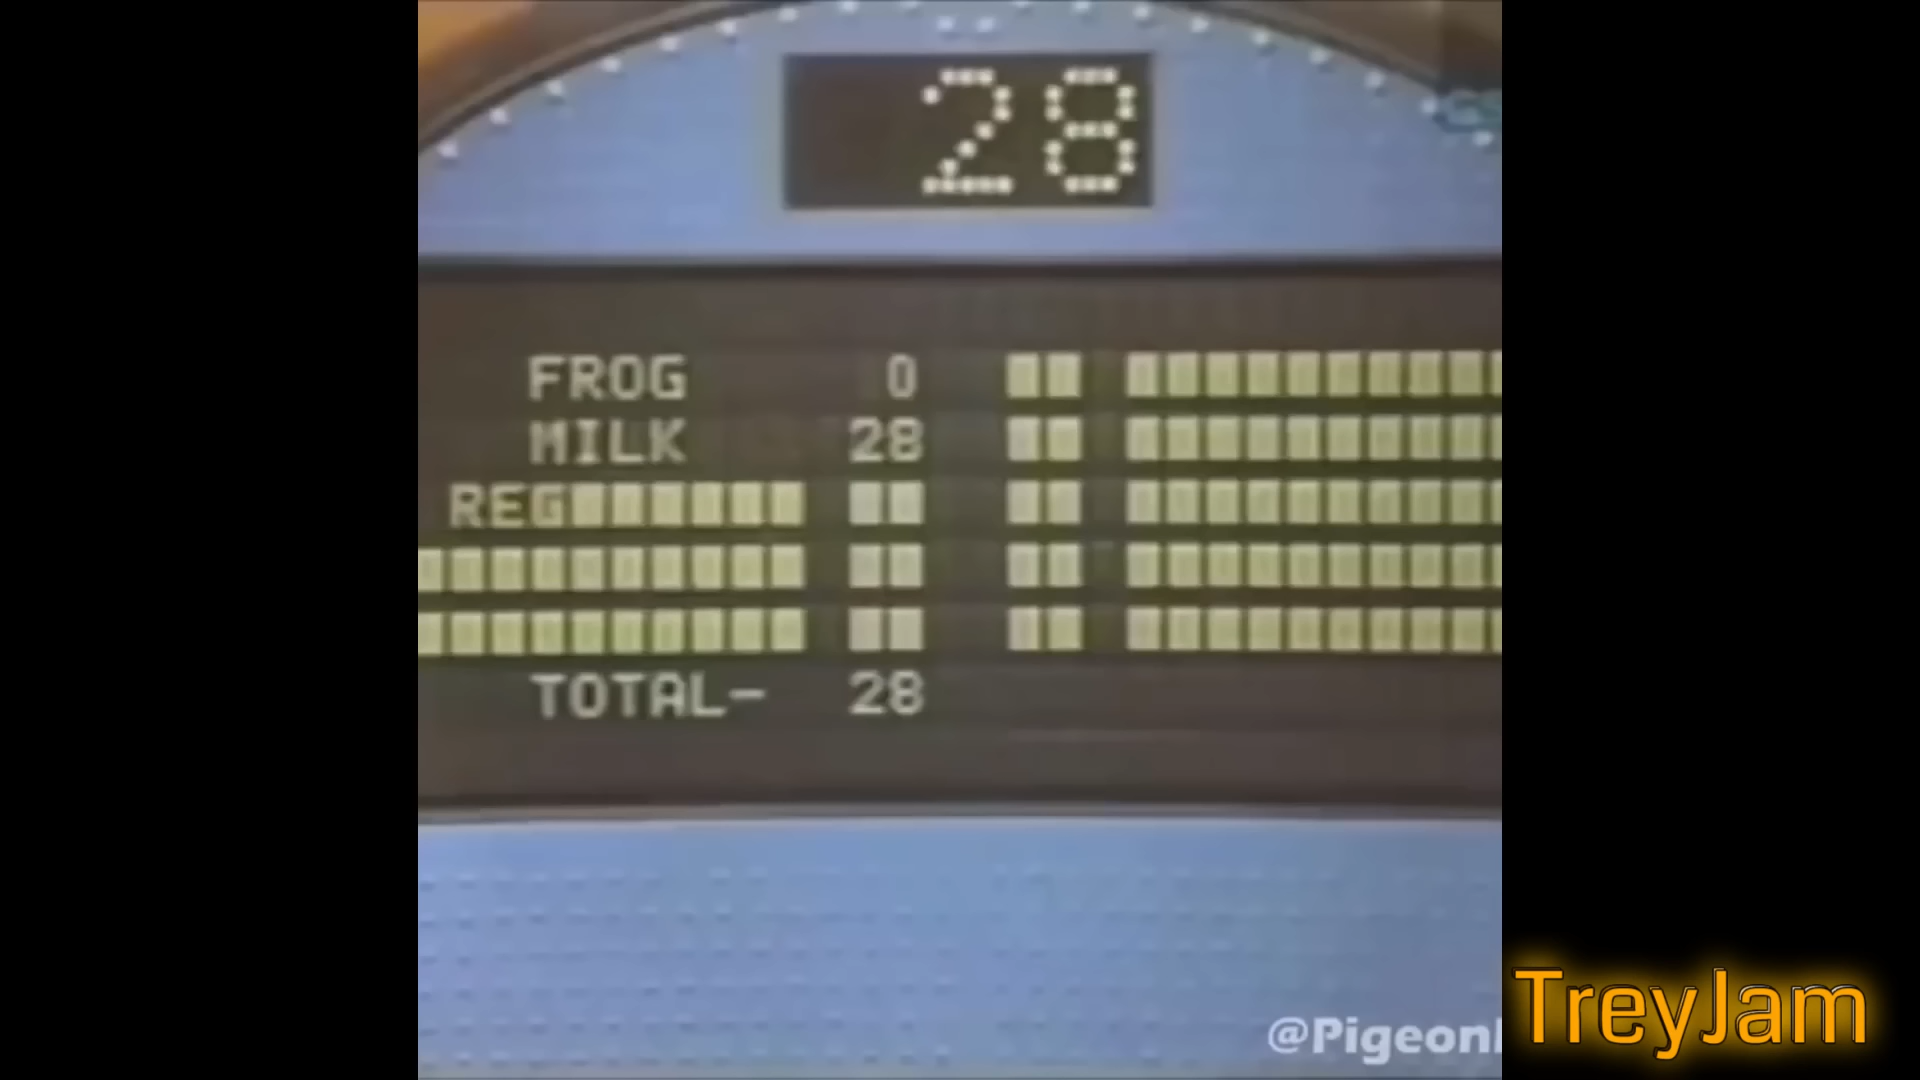 28
FROG 0
MILK 28
REG
TOTAL- 28
@Pigeon
TreyJam